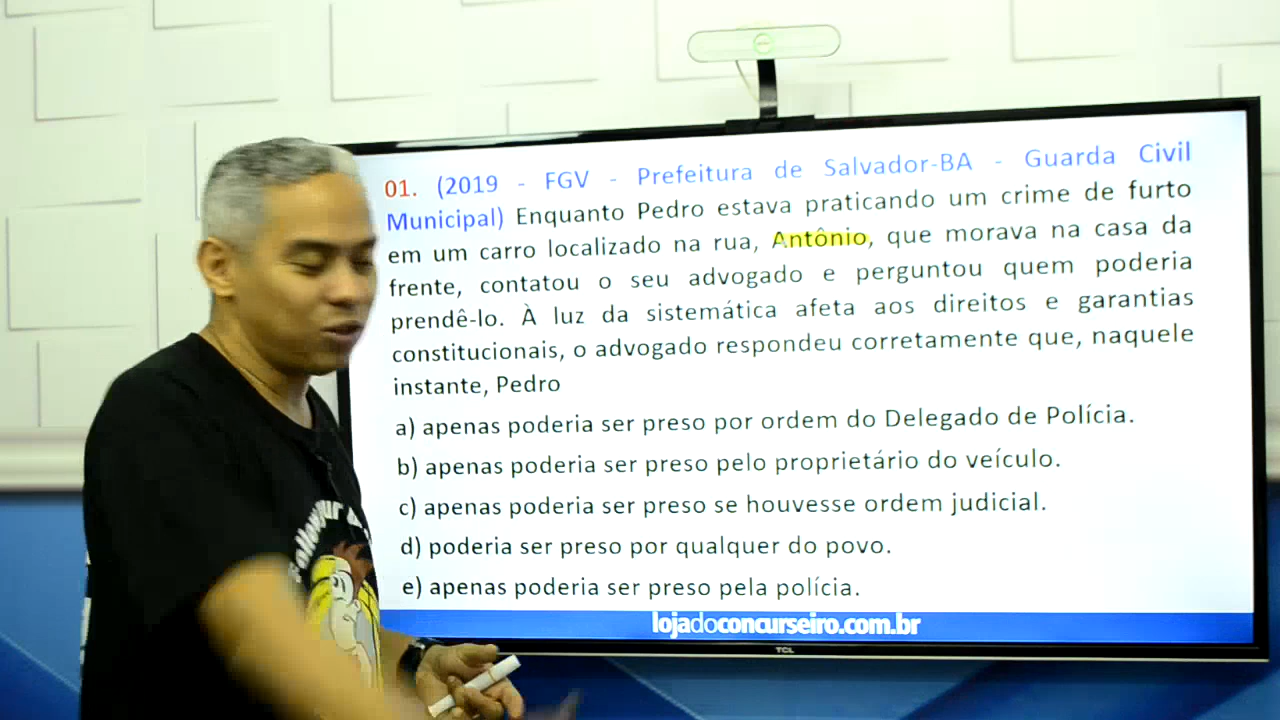 01. (2019 - FGV - Prefeitura de Salvador-BA - Guarda Civil
Municipal) Enquanto Pedro estava praticando um crime de furto
em um carro localizado na rua, Antônio, que morava na casa da
frente, contatou o seu advogado e perguntou quem poderia
prendê-lo. À luz da sistemática afeta aos direitos e garantias
constitucionais, o advogado respondeu corretamente que, naquele
instante, Pedro
a) apenas poderia ser preso por ordem do Delegado de Polícia.
b) apenas poderia ser preso pelo proprietário do veículo.
c) apenas poderia ser preso se houvesse ordem judicial.
d) poderia ser preso por qualquer do povo.
e) apenas poderia ser preso pela polícia.
lojadoconcurseiro.com.br
TCL